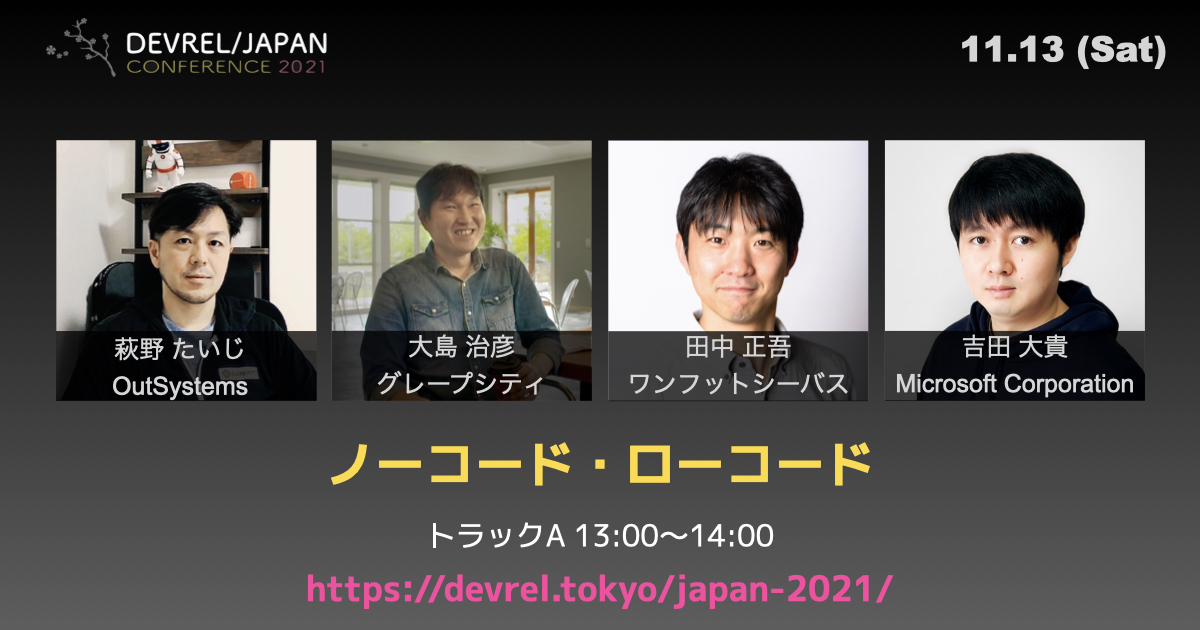 DEVREL/JAPAN
CONFERENCE 2021
11.13 (Sat)
萩野 たいじ
OutSystems
大島 治彦
グレープシティ
田中 正吾
ワンフットシーバス
吉田 大貴
Microsoft Corporation
ノーコード・ローコード
トラックA 13:00〜14:00
https://devrel.tokyo/japan-2021/